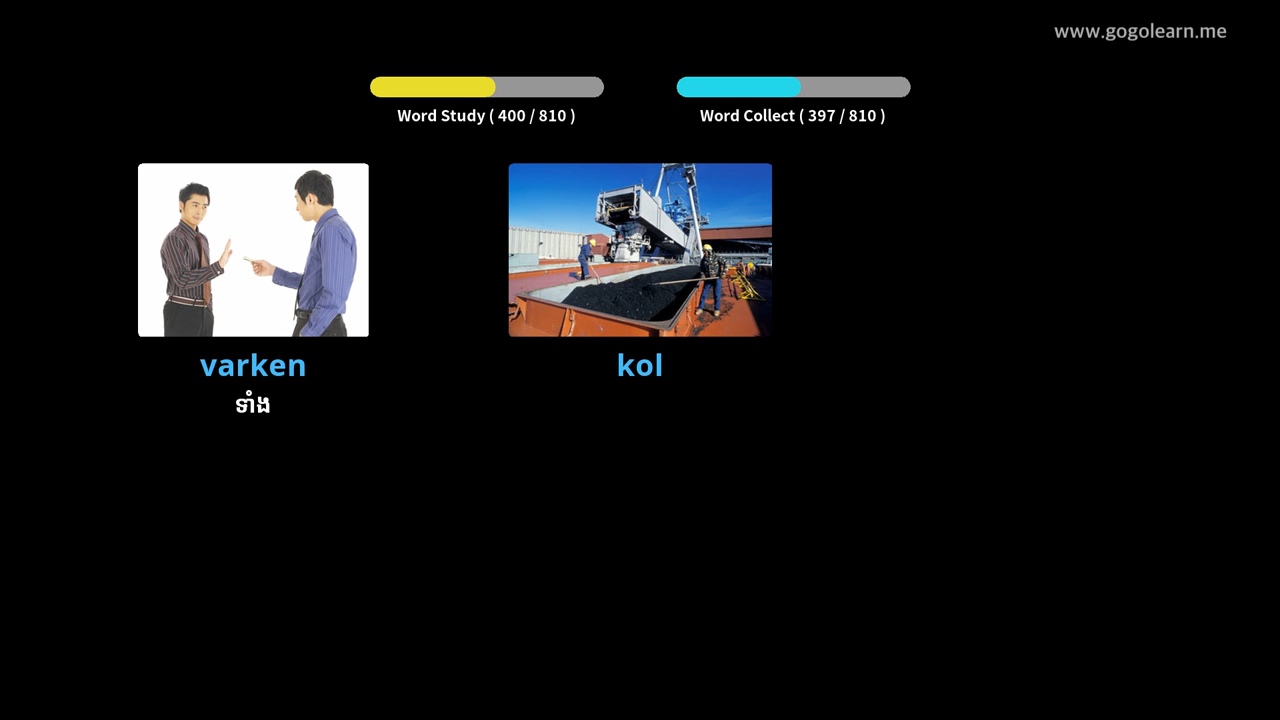 www.gogolearn.me
Word Study ( 400 / 810 )
Word Collect ( 397 / 810 )
varken
ទាំង
kol